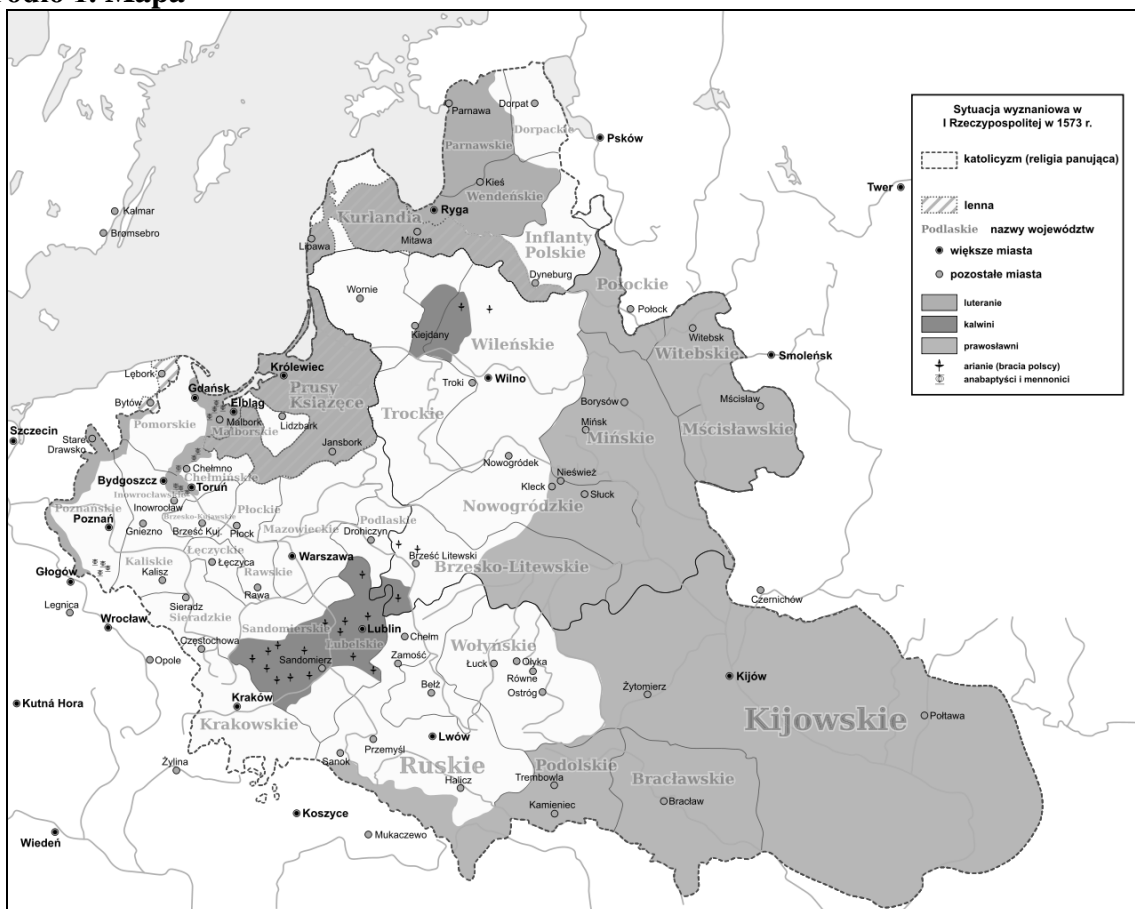 Mapa
Sytuacja wyznaniowa w
I Rzeczypospolitej w 1573 r.
katolicyzm (religia panująca)
lenna
Podlaskie nazwy województw
większe miasta
pozostałe miasta
luteranie
kalwini
prawosławni
arianie (bracia polscy)
anabaptyści i mennonici
Parnawa
Dorpat
Dorpackie
Psków
Parnawskie
Kieś
Wendeńskie
Twer
Kalmar
Brømsebro
Ryga
Kurlandia
Mitawa
Lipawa
Inflanty
Polskie
Dyneburg
Wornie
Połockie
Połock
Kiejdany
Witebsk
Witebskie
Wileńskie
Smoleńsk
Królewiec
Lębork
Troki
Wilno
Gdańsk
Prusy
Książęce
Bytów
Elbląg
Malbork
Lidzbark
Trockie
Borysów
Mścisław
Pomorskie
Malborskie
Mińsk
Mińskie
Mścisławskie
Szczecin
Stare
Drawsko
Jansbork
Nowogródek
Chełmno
Chełmińskie
Nieśwież
Kleck
Słuck
Bydgoszcz
Toruń
Inowrocławskie
Inowrocław
Nowogródzkie
Poznańskie
Poznań
Brzesko-Kujawskie
Płockie
Gniezno
Brześć Kuj.
Płock
Mazowieckie
Podlaskie
Drohiczyn
Łęczyckie
Warszawa
Brześć Litewski
Brzesko-Litewskie
Głogów
Kaliskie
Kalisz
Łęczyca
Rawskie
Rawa
Czernichów
Legnica
Sieradz
Sieradzkie
Wrocław
Sandomierskie
Lublin
Lubelskie
Częstochowa
Chełm
Wołyńskie
Opole
Sandomierz
Zamość
Łuck
Ołyka
Równe
Ostróg
Kijów
Żytomierz
Kutná Hora
Kraków
Krakowskie
Bełż
Kijowskie
Połtawa
Lwów
Przemyśl
Żylina
Sanok
Ruskie
Halicz
Podolskie
Trembowla
Bracławskie
Bracław
Kamieniec
Koszyce
Mukaczewo
Wiedeń